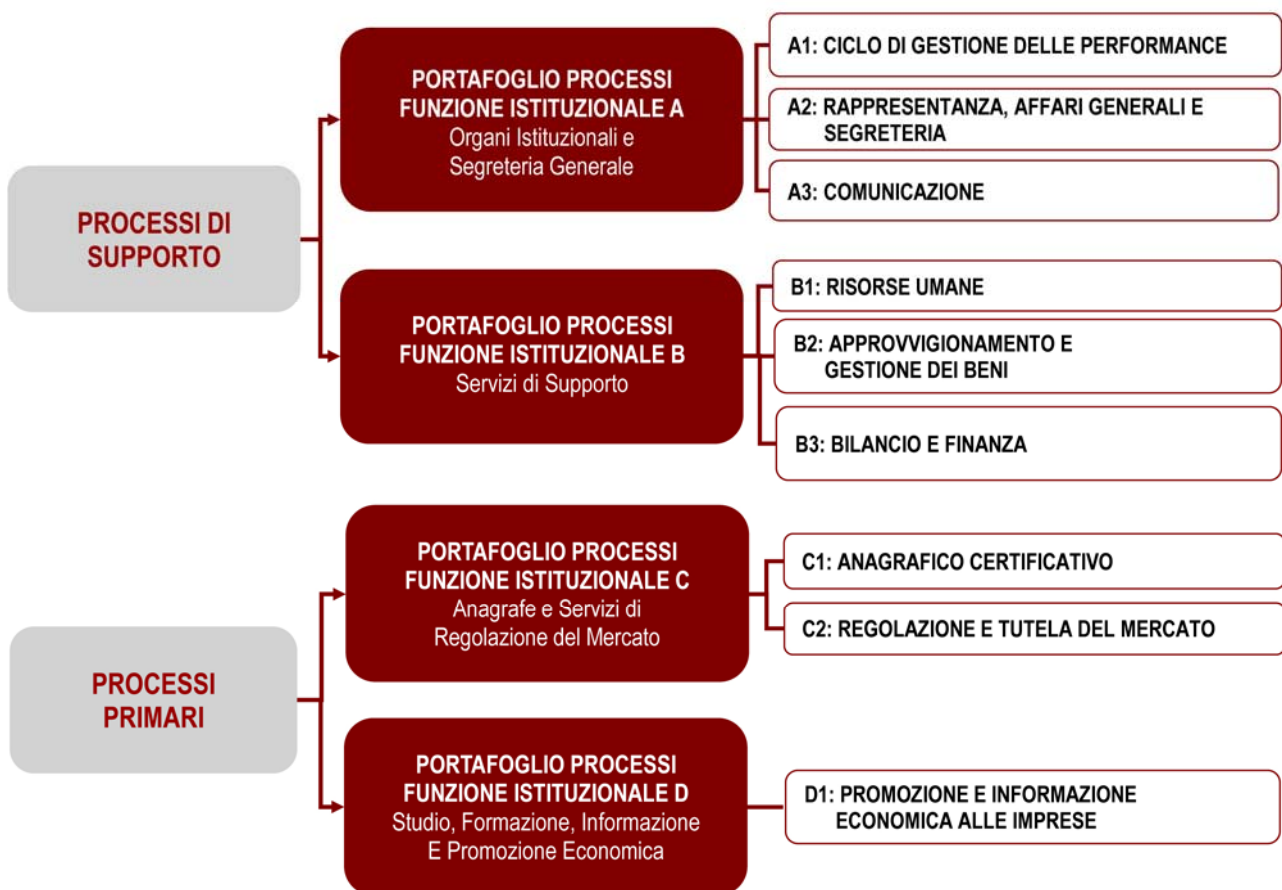 PROCESSI DI
SUPPORTO
PORTAFOGLIO PROCESSI
FUNZIONE ISTITUZIONALE A
Organi Istituzionali e
Segreteria Generale
A1: CICLO DI GESTIONE DELLE PERFORMANCE
A2: RAPPRESENTANZA, AFFARI GENERALI E
SEGRETERIA
A3: COMUNICAZIONE
PORTAFOGLIO PROCESSI
FUNZIONE ISTITUZIONALE B
Servizi di Supporto
B1: RISORSE UMANE
B2: APPROVVIGIONAMENTO E
GESTIONE DEI BENI
B3: BILANCIO E FINANZA
PROCESSI
PRIMARI
PORTAFOGLIO PROCESSI
FUNZIONE ISTITUZIONALE C
Anagrafe e Servizi di
Regolazione del Mercato
C1: ANAGRAFICO CERTIFICATIVO
C2: REGOLAZIONE E TUTELA DEL MERCATO
PORTAFOGLIO PROCESSI
FUNZIONE ISTITUZIONALE D
Studio, Formazione, Informazione
E Promozione Economica
D1: PROMOZIONE E INFORMAZIONE
ECONOMICA ALLE IMPRESE